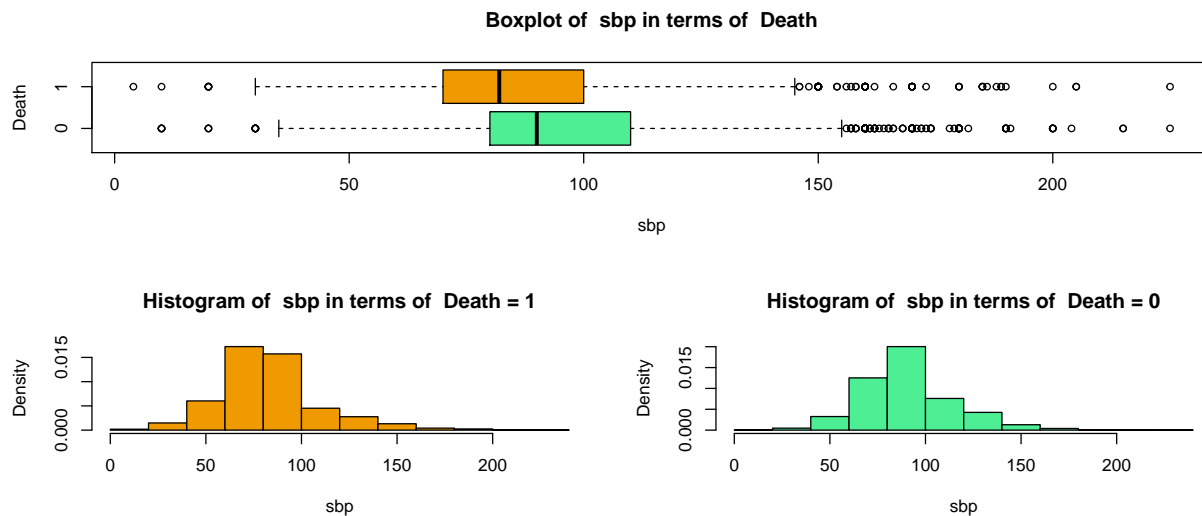 Boxplot of sbp in terms of Death
Death
1
0
0 50 100 150 200
sbp
Histogram of sbp in terms of Death = 1
Density
0.015
0.000
0 50 100 150 200
sbp
Histogram of sbp in terms of Death = 0
Density
0.015
0.000
0 50 100 150 200
sbp